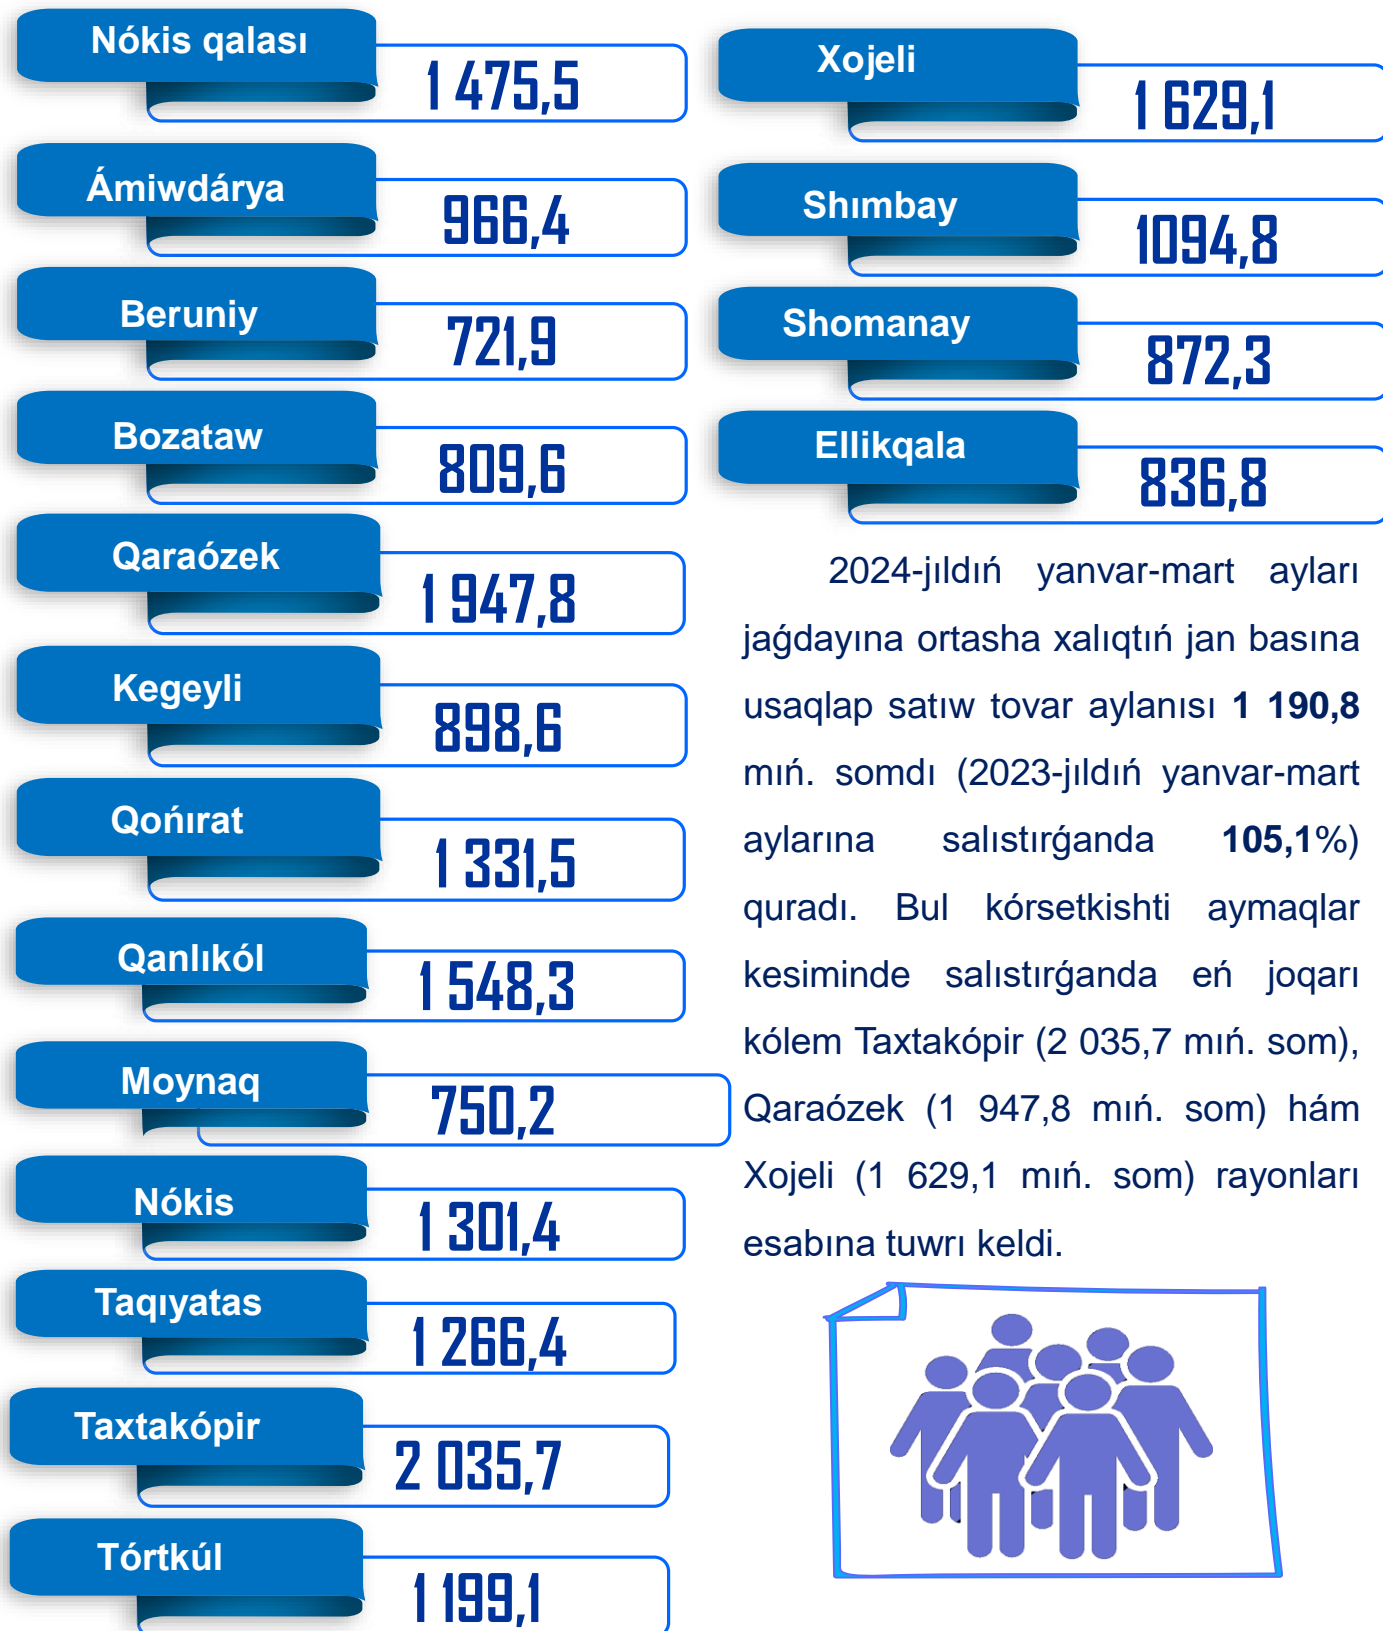 Nókis qalası
1 475,5
Ámiwdárya
966,4
Beruniy
721,9
Bozataw
809,6
Qaraózek
1 947,8
Kegeyli
898,6
Qońırat
1 331,5
Qanlıkól
1 548,3
Moynaq
750,2
Nókis
1 301,4
Taqıyatas
1 266,4
Taxtakópir
2 035,7
Tórtkúl
1 199,1
Xojeli
1 629,1
Shımbay
1094,8
Shomanay
872,3
Ellikqala
836,8
2024-jıldıń yanvar-mart ayları
jaǵdayına ortasha xalıqtıń jan basına
usaqlap satıw tovar aylanısı 1 190,8
mıń. somdı (2023-jıldıń yanvar-mart
aylarına salıstırǵanda 105,1%)
quradı. Bul kórsetkishti aymaqlar
kesiminde salıstırǵanda eń joqarı
kólem Taxtakópir (2 035,7 mıń. som),
Qaraózek (1 947,8 mıń. som) hám
Xojeli (1 629,1 mıń. som) rayonları
esabına tuwrı keldi.